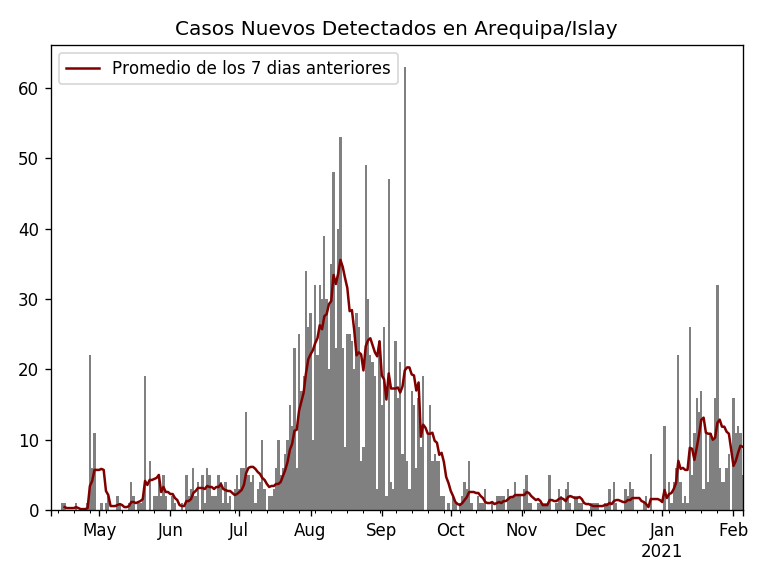 Casos Nuevos Detectados en Arequipa/Islay
Promedio de los 7 dias anteriores
60
50
40
30
20
10
0
May Jun Jul Aug Sep Oct Nov Dec Jan Feb
2021